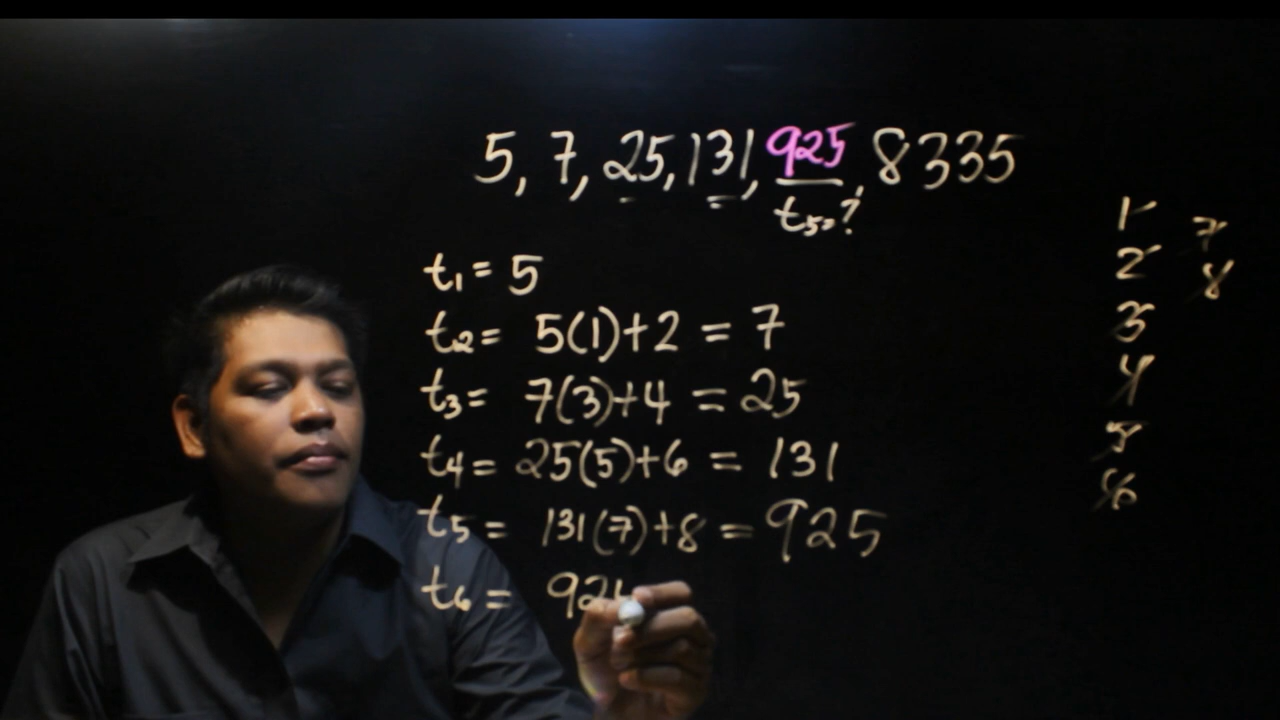 5, 7, 25, 131, 925, 8335
t5=?
t1 = 5
t2 = 5(1)+2 = 7
t3 = 7(3)+4 = 25
t4 = 25(5)+6 = 131
t5 = 131(7)+8 = 925
t6 = 92
1
2
3
4
5
6
7
8